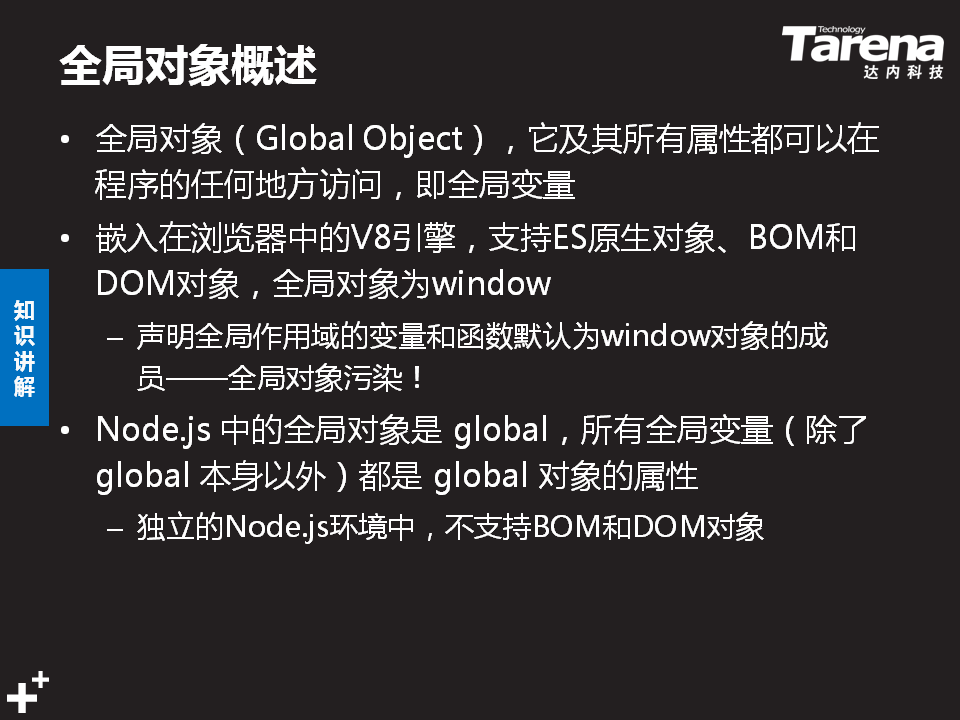 全局对象概述
Technology
Tarena
达内科技
• 全局对象（Global Object），它及其所有属性都可以在
程序的任何地方访问，即全局变量
• 嵌入在浏览器中的V8引擎，支持ES原生对象、BOM和
DOM对象，全局对象为window
– 声明全局作用域的变量和函数默认为window对象的成
员——全局对象污染！
• Node.js 中的全局对象是 global，所有全局变量（除了
global 本身以外）都是 global 对象的属性
– 独立的Node.js环境中，不支持BOM和DOM对象
知
识
讲
解